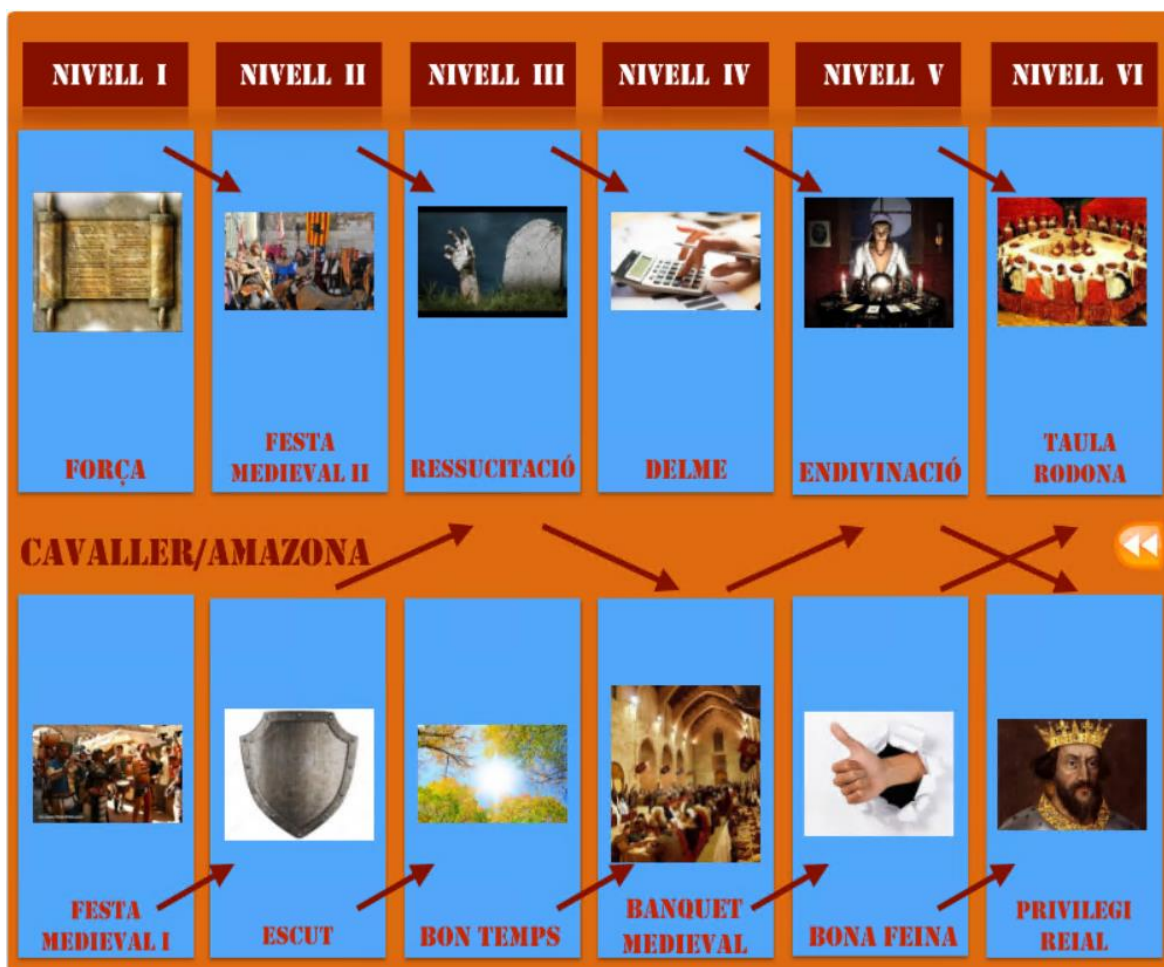 NIVELL I
NIVELL II
NIVELL III
NIVELL IV
NIVELL V
NIVELL VI
FORÇA
FESTA
MEDIEVAL II
RESSUCITACIÓ
DELME
ENDIVINACIÓ
TAULA
RODONA
CAVALLER/AMAZONA
FESTA
MEDIEVAL I
ESCUT
BON TEMPS
BANQUET
MEDIEVAL
BONA FEINA
PRIVILEGI
REIAL